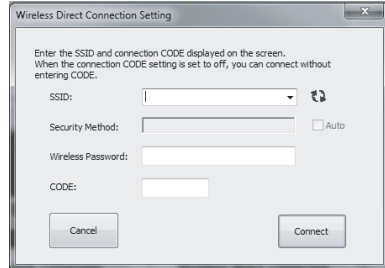 Wireless Direct Connection Setting
Enter the SSID and connection CODE displayed on the screen.
When the connection CODE setting is set to off, you can connect without
entering CODE.
SSID:
Security Method:
Auto
Wireless Password:
CODE:
Cancel
Connect